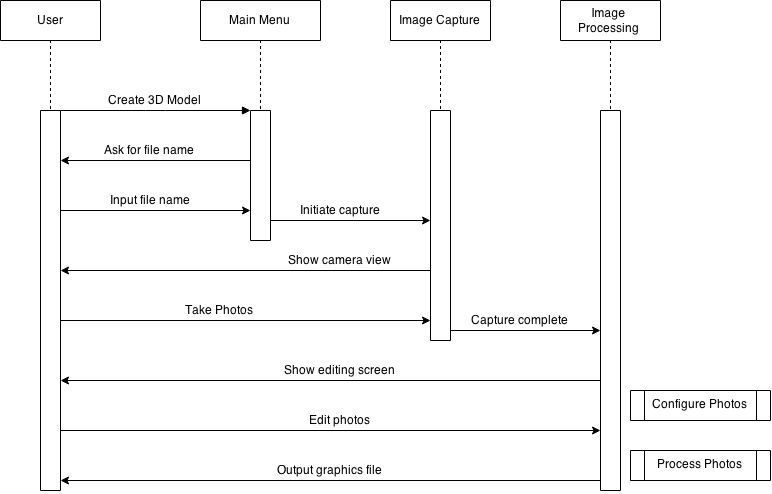 User
Main Menu
Image Capture
Image
Processing
Create 3D Model
Ask for file name
Input file name
Initiate capture
Show camera view
Take Photos
Capture complete
Show editing screen
Configure Photos
Edit photos
Process Photos
Output graphics file